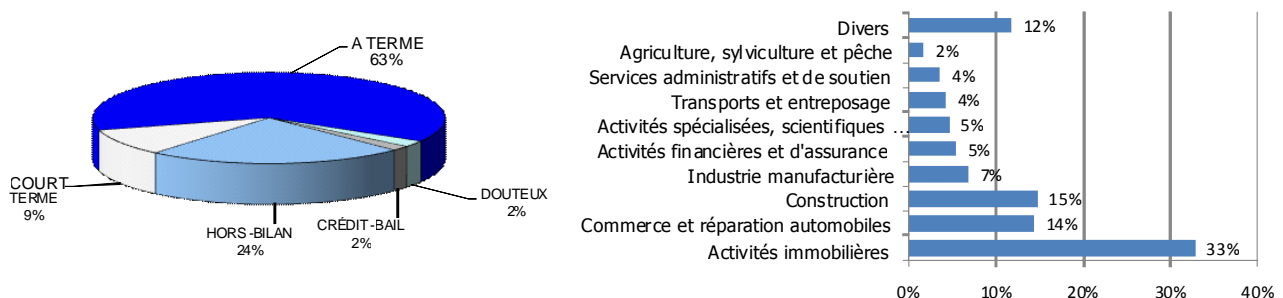 A TERME
63%
COURT
TERME
9%
HORS-BILAN
24%
CRÉDIT-BAIL
2%
DOUTEUX
2%
Divers 12%
Agriculture, sylviculture et pêche 2%
Services administratifs et de soutien 4%
Transports et entreposage 4%
Activités spécialisées, scientifiques ... 5%
Activités financières et d'assurance 5%
Industrie manufacturière 7%
Construction 15%
Commerce et réparation automobiles 14%
Activités immobilières 33%
0% 10% 20% 30% 40%